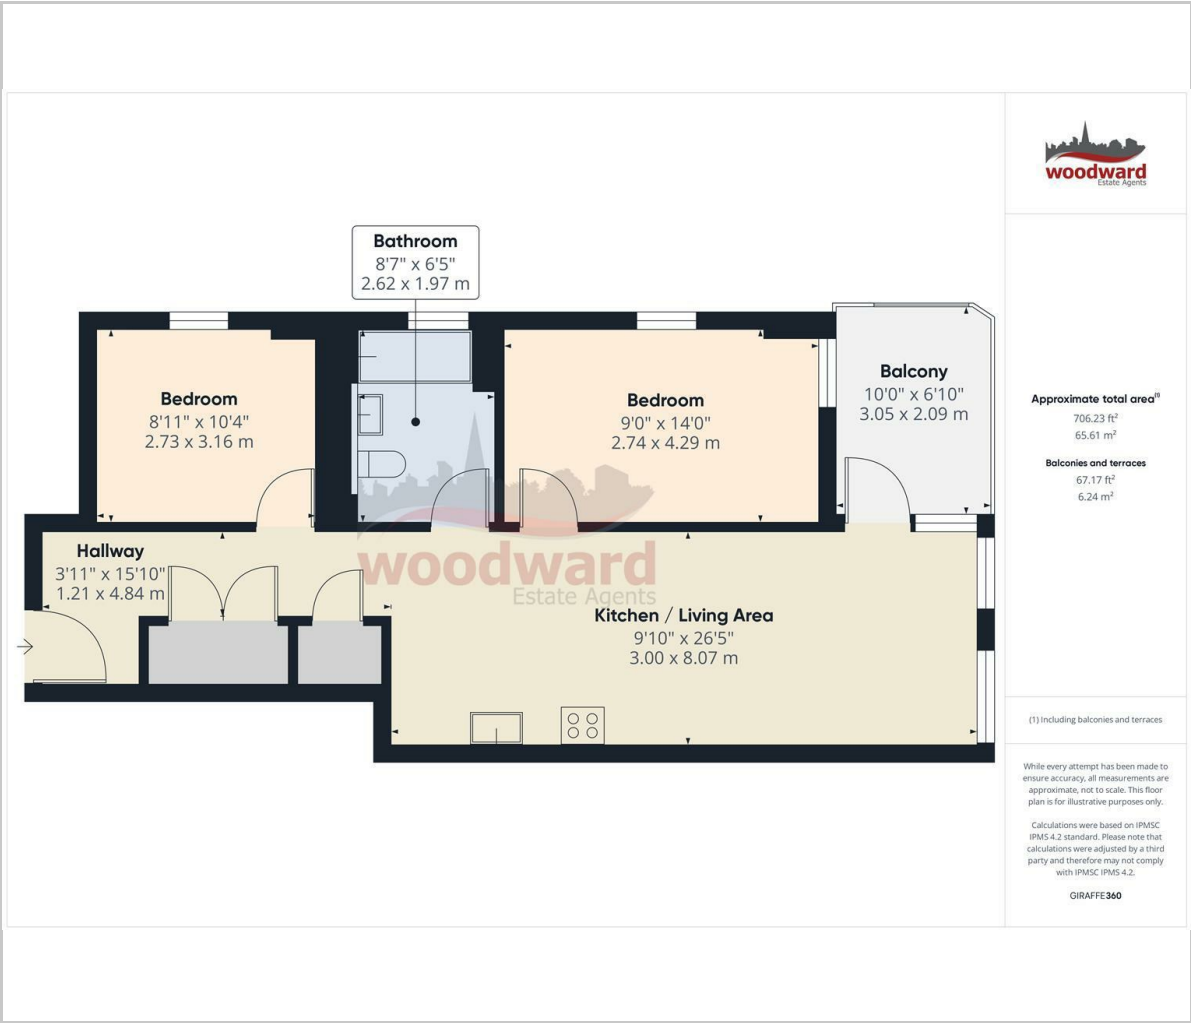 woodward
Estate Agents
Bathroom
8'7" x 6'5"
2.62 x 1.97 m
Bedroom
8'11" x 10'4"
2.73 x 3.16 m
Bedroom
9'0" x 14'0"
2.74 x 4.29 m
Balcony
10'0" x 6'10"
3.05 x 2.09 m
Hallway
3'11" x 15'10"
1.21 x 4.84 m
woodward
Estate Agents
Kitchen / Living Area
9'10" x 26'5"
3.00 x 8.07 m
Approximate total area(1)
706.23 ft²
65.61 m²
Balconies and terraces
67.17 ft²
6.24 m²
(1) Including balconies and terraces
While every attempt has been made to
ensure accuracy, all measurements are
approximate, not to scale. This floor
plan is for illustrative purposes only.
Calculations were based on IPMSC
IPMS 4.2 standard. Please note that
calculations were adjusted by a third
party and therefore may not comply
with IPMSC IPMS 4.2.
GIRAFFE360